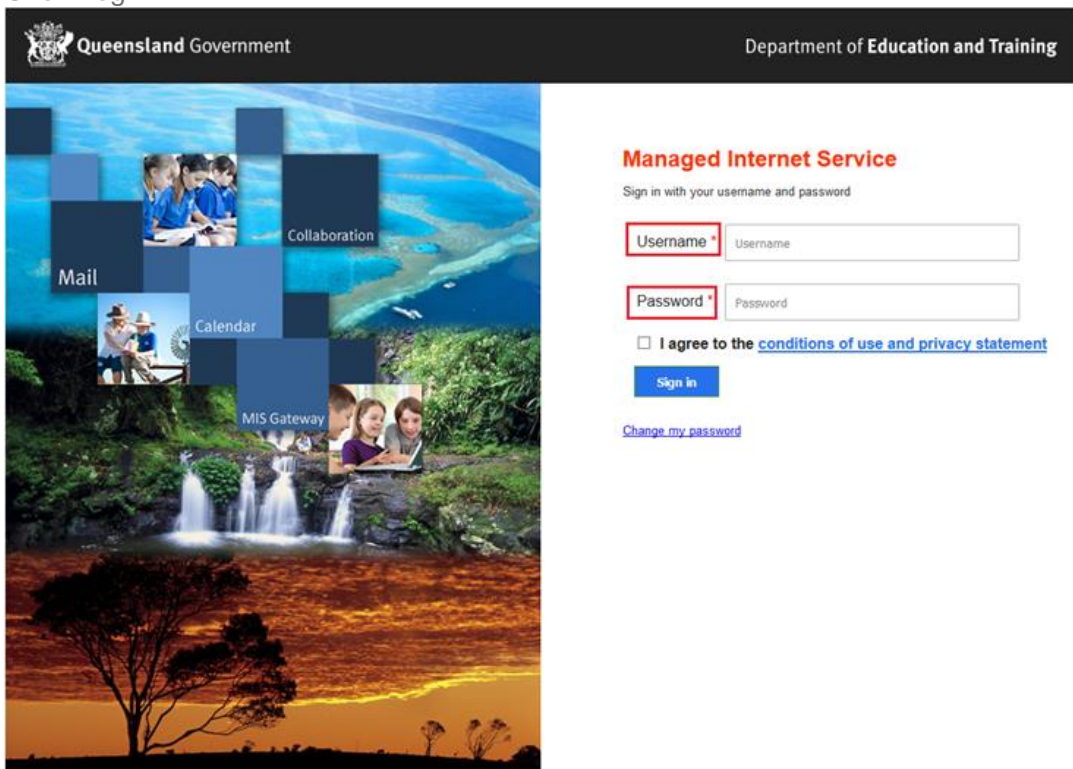 Queensland Government
Department of Education and Training
Collaboration
Mail
Calendar
MIS Gateway
Managed Internet Service
Sign in with your username and password
Username * Username
Password * Password
I agree to the conditions of use and privacy statement
Sign in
Change my password